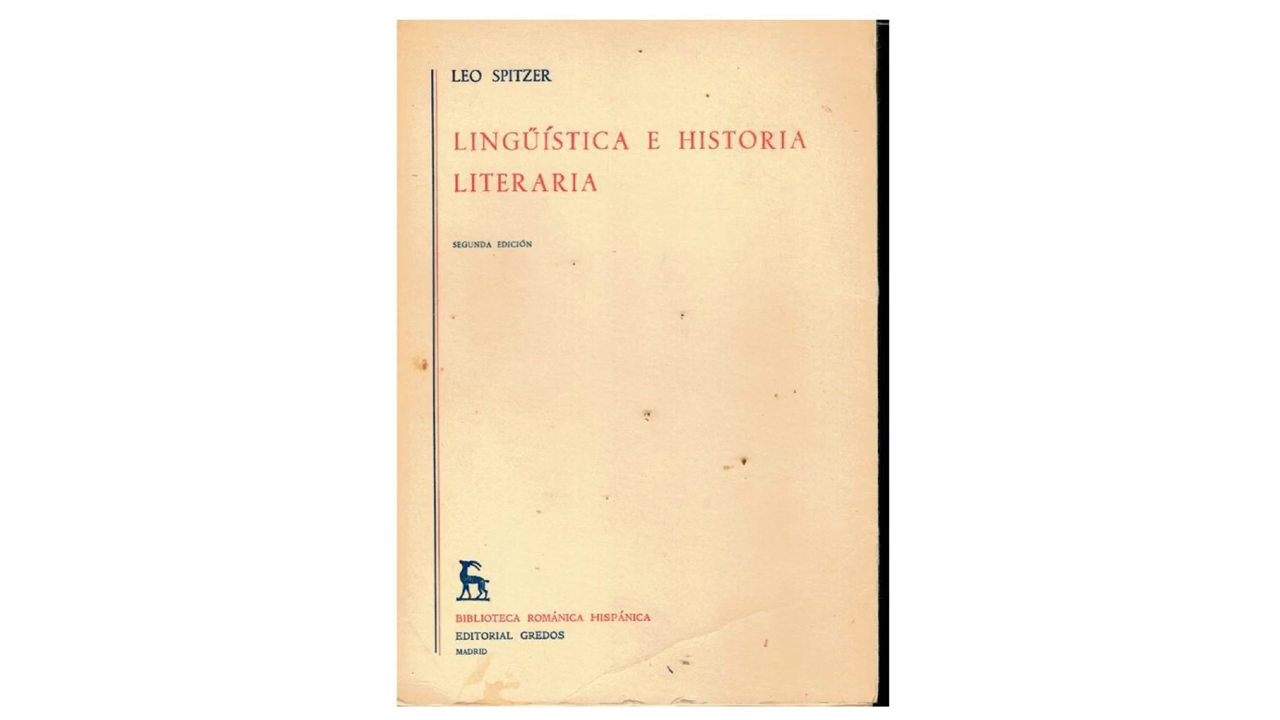 LEO SPITZER
LINGÜÍSTICA E HISTORIA
LITERARIA
SEGUNDA EDICIÓN
BIBLIOTECA ROMÁNICA HISPÁNICA
EDITORIAL GREDOS
MADRID